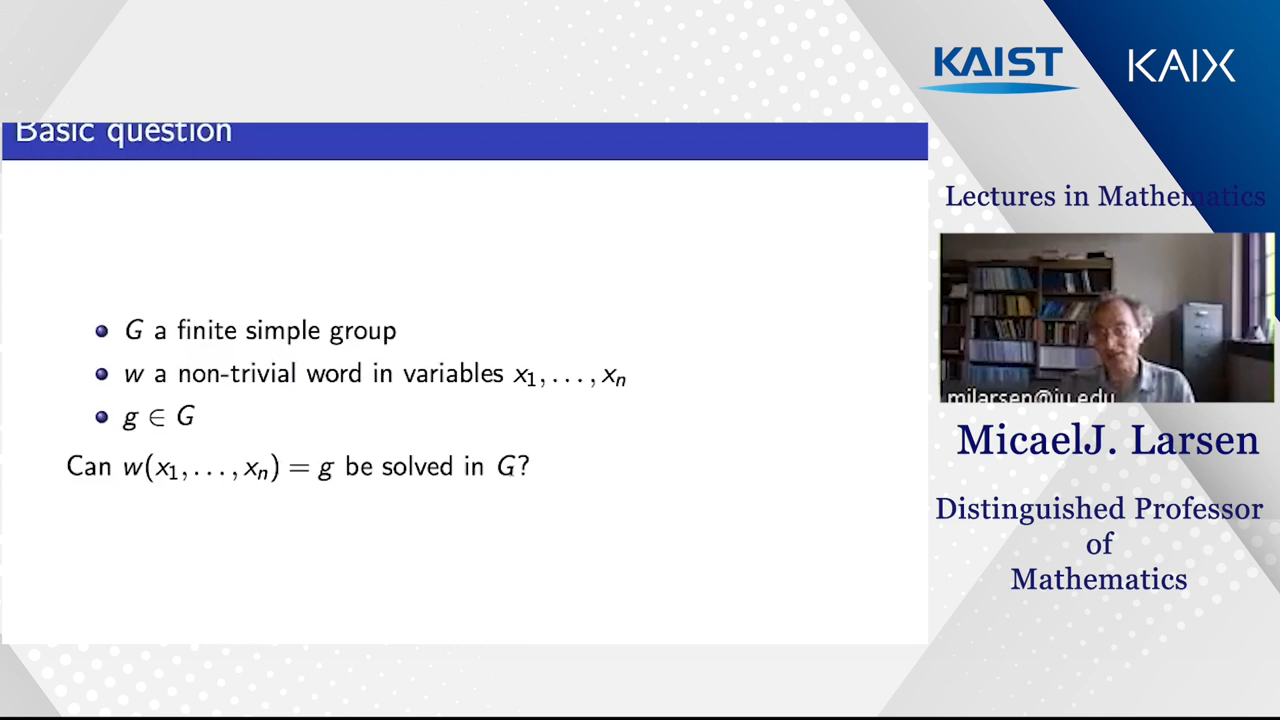 KAIST KAIX
Basic question
Lectures in Mathematics
G a finite simple group
w a non-trivial word in variables x₁, . . . , xₙ
g ∈ G
Can w(x₁, . . . , xₙ) = g be solved in G?
milarsen@iu.edu
MicaelJ. Larsen
Distinguished Professor
of
Mathematics